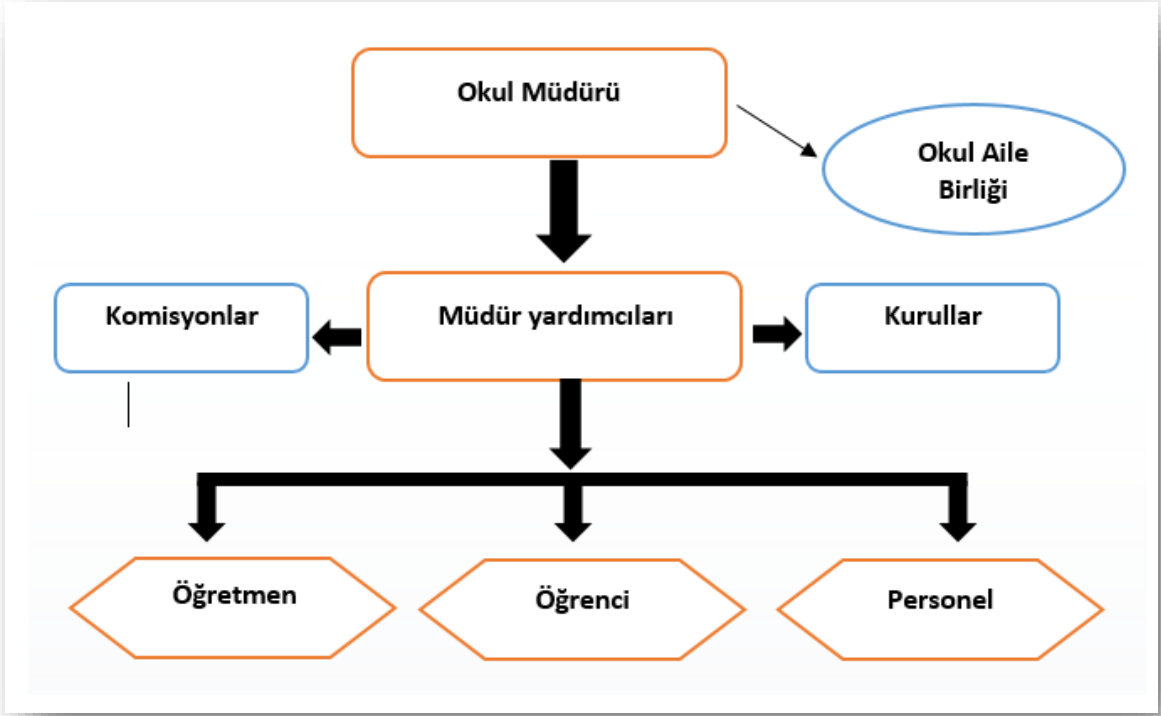 Okul Müdürü
Okul Aile
Birliği
Komisyonlar
Müdür yardımcıları
Kurullar
Öğretmen
Öğrenci
Personel